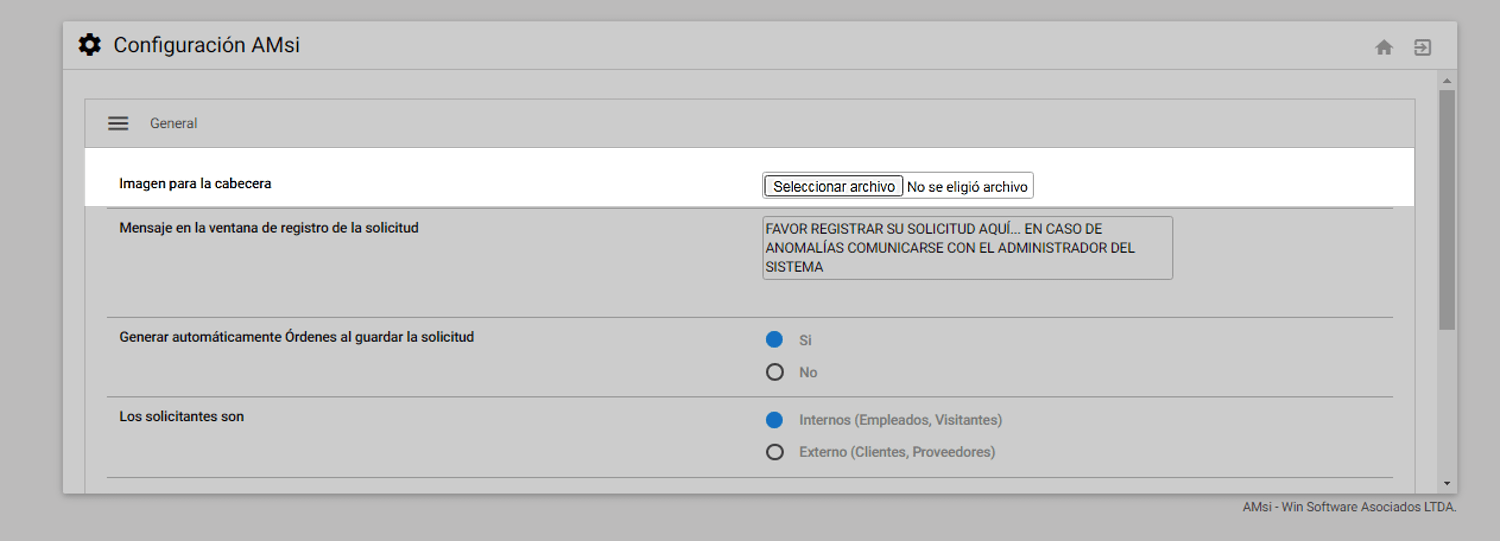 Configuración AMsi
General
Imagen para la cabecera
Seleccionar archivo No se eligió archivo
Mensaje en la ventana de registro de la solicitud
FAVOR REGISTRAR SU SOLICITUD AQUÍ... EN CASO DE
ANOMALÍAS COMUNICARSE CON EL ADMINISTRADOR DEL
SISTEMA
Generar automáticamente Órdenes al guardar la solicitud
Si
No
Los solicitantes son
Internos (Empleados, Visitantes)
Externo (Clientes, Proveedores)
AMsi - Win Software Asociados LTDA.